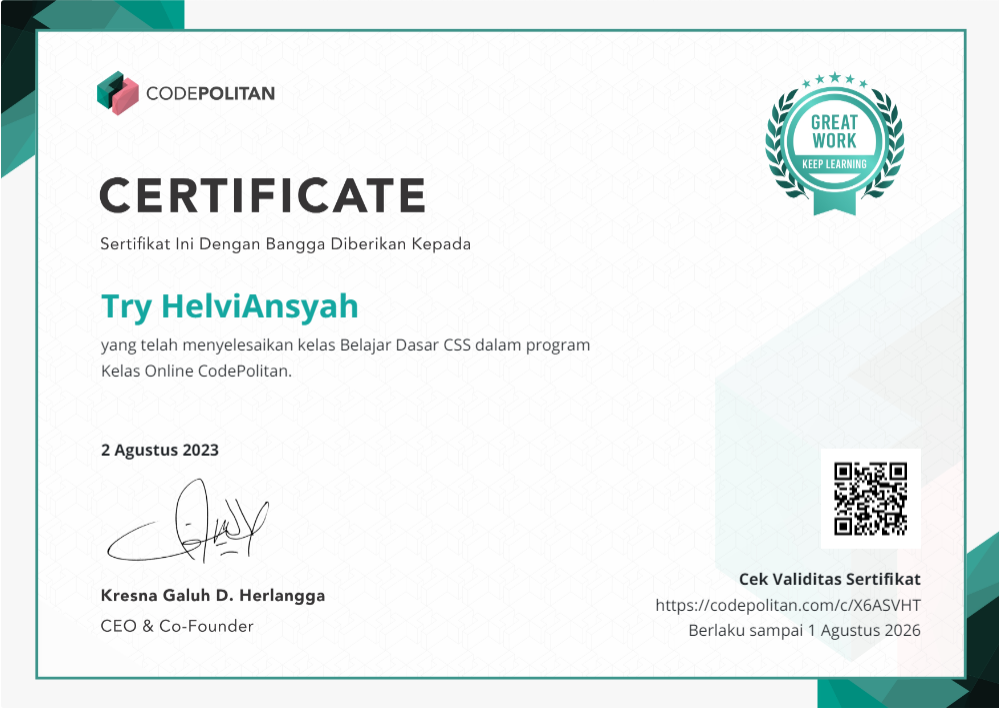 CODEPOLITAN
GREAT
WORK
KEEP LEARNING
CERTIFICATE
Sertifikat Ini Dengan Bangga Diberikan Kepada
Try HelviAnsyah
yang telah menyelesaikan kelas Belajar Dasar CSS dalam program
Kelas Online CodePolitan.
2 Agustus 2023
Kresna Galuh D. Herlangga
CEO & Co-Founder
Cek Validitas Sertifikat
https://codepolitan.com/c/X6ASVHT
Berlaku sampai 1 Agustus 2026